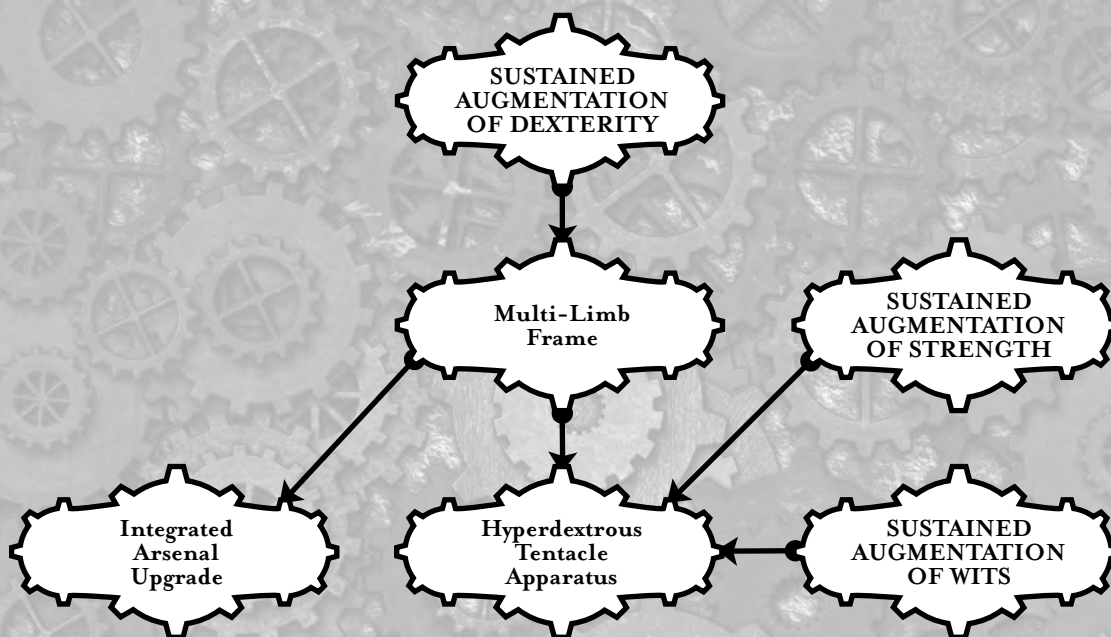 SUSTAINED
AUGMENTATION
OF DEXTERITY
Multi-Limb
Frame
SUSTAINED
AUGMENTATION
OF STRENGTH
Integrated
Arsenal
Upgrade
Hyperdextrous
Tentacle
Apparatus
SUSTAINED
AUGMENTATION
OF WITS